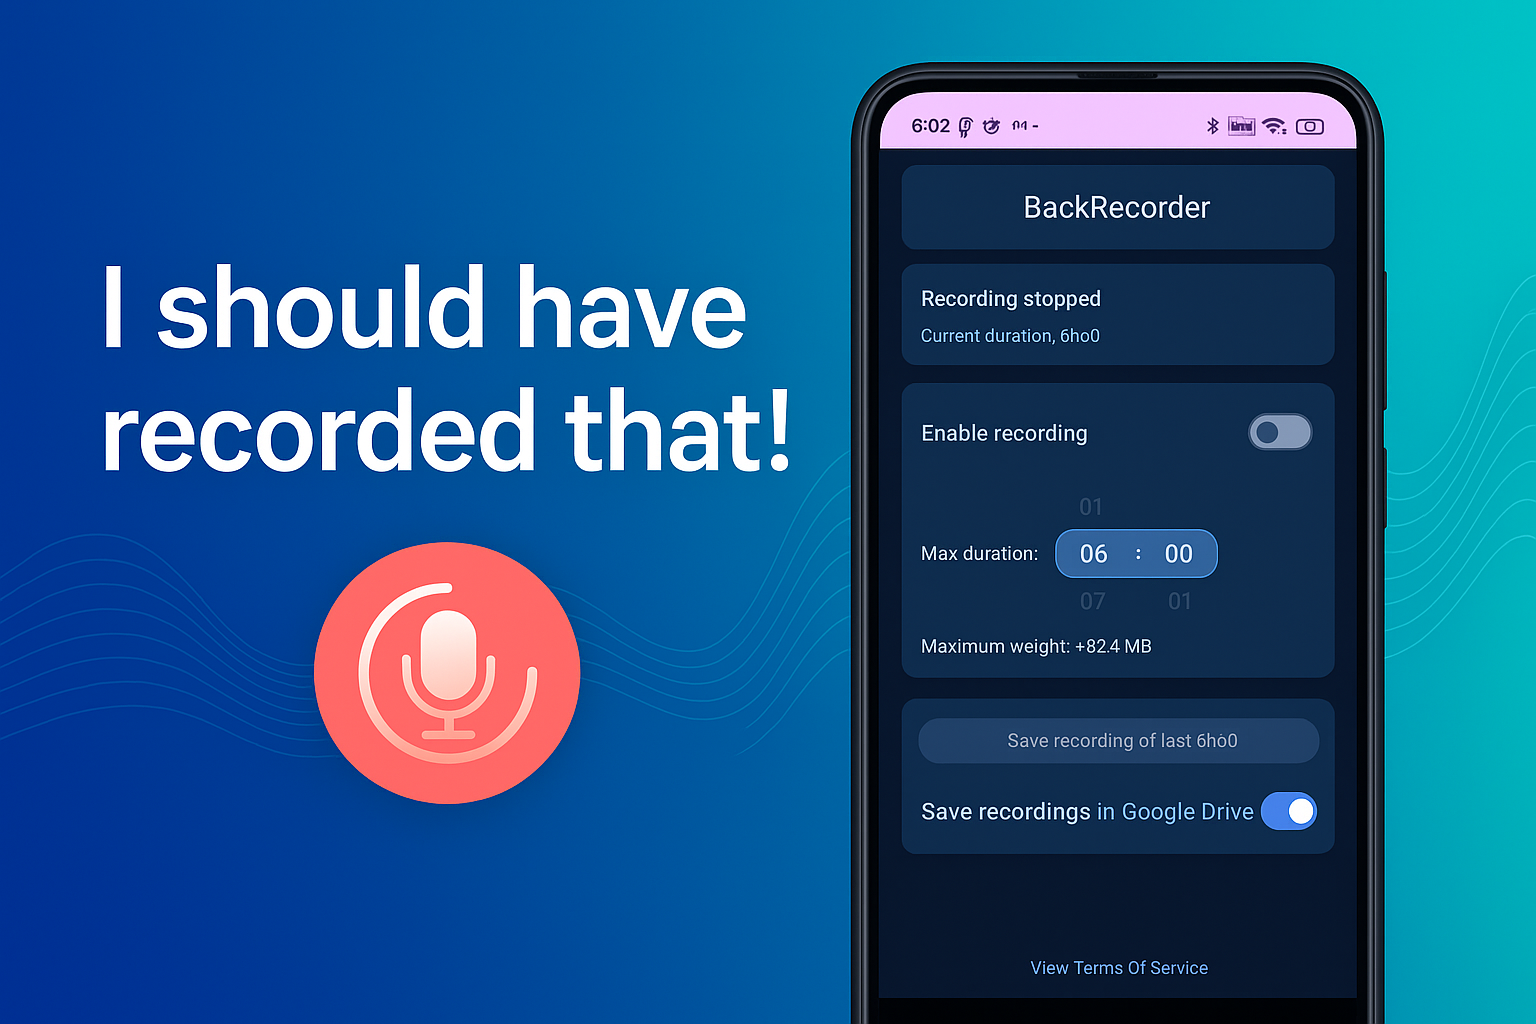 I should have
recorded that!
6:02
BackRecorder
Recording stopped
Current duration, 6ho0
Enable recording
01
Max duration: 06 : 00
07 01
Maximum weight: +82.4 MB
Save recording of last 6hò0
Save recordings in Google Drive
View Terms Of Service